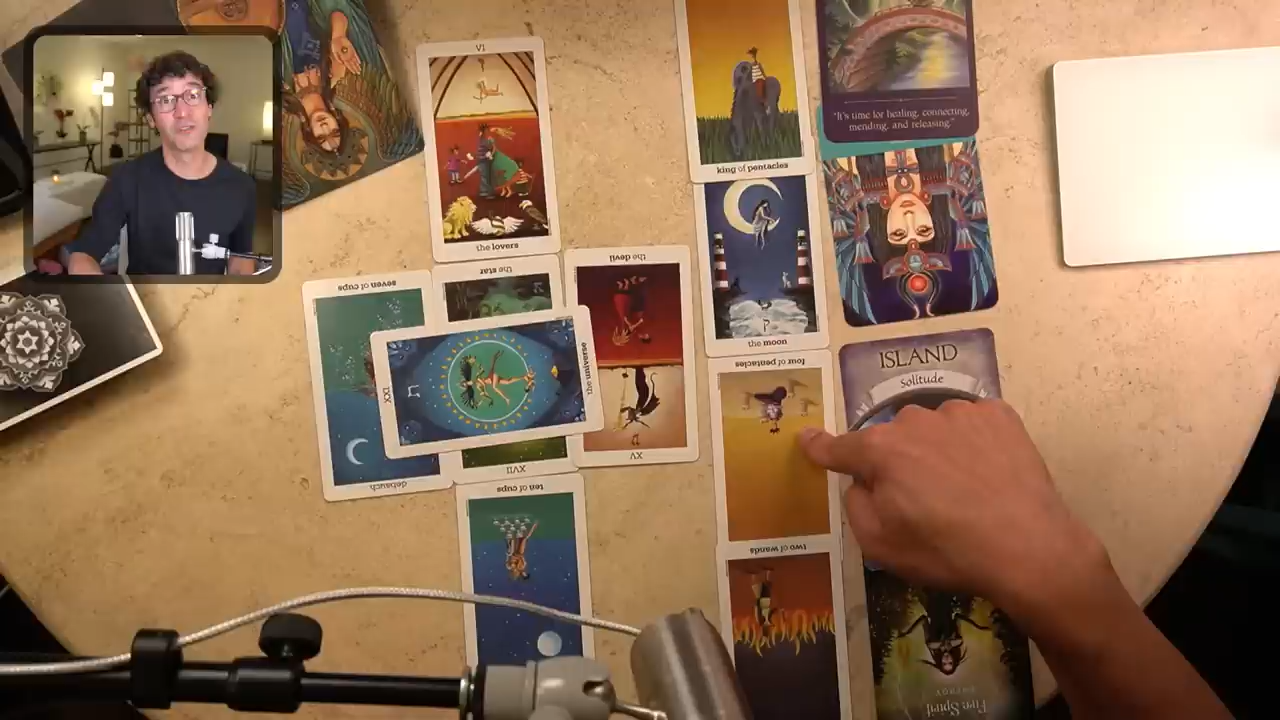 VI
the lovers
king of pentacles
"It's time for healing, connecting,
mending, and releasing."
the star
the devil
seven of cups
the moon
four of pentacles
ISLAND
Solitude
the universe
XXI
XV
XVII
debauch
ten of cups
two of wands
Fire Spirit
ENERGY